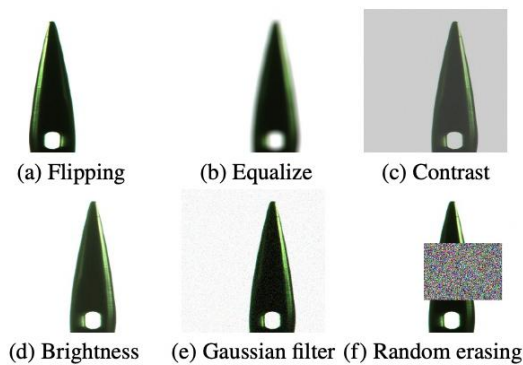 (a) Flipping (b) Equalize (c) Contrast
(d) Brightness (e) Gaussian filter (f) Random erasing